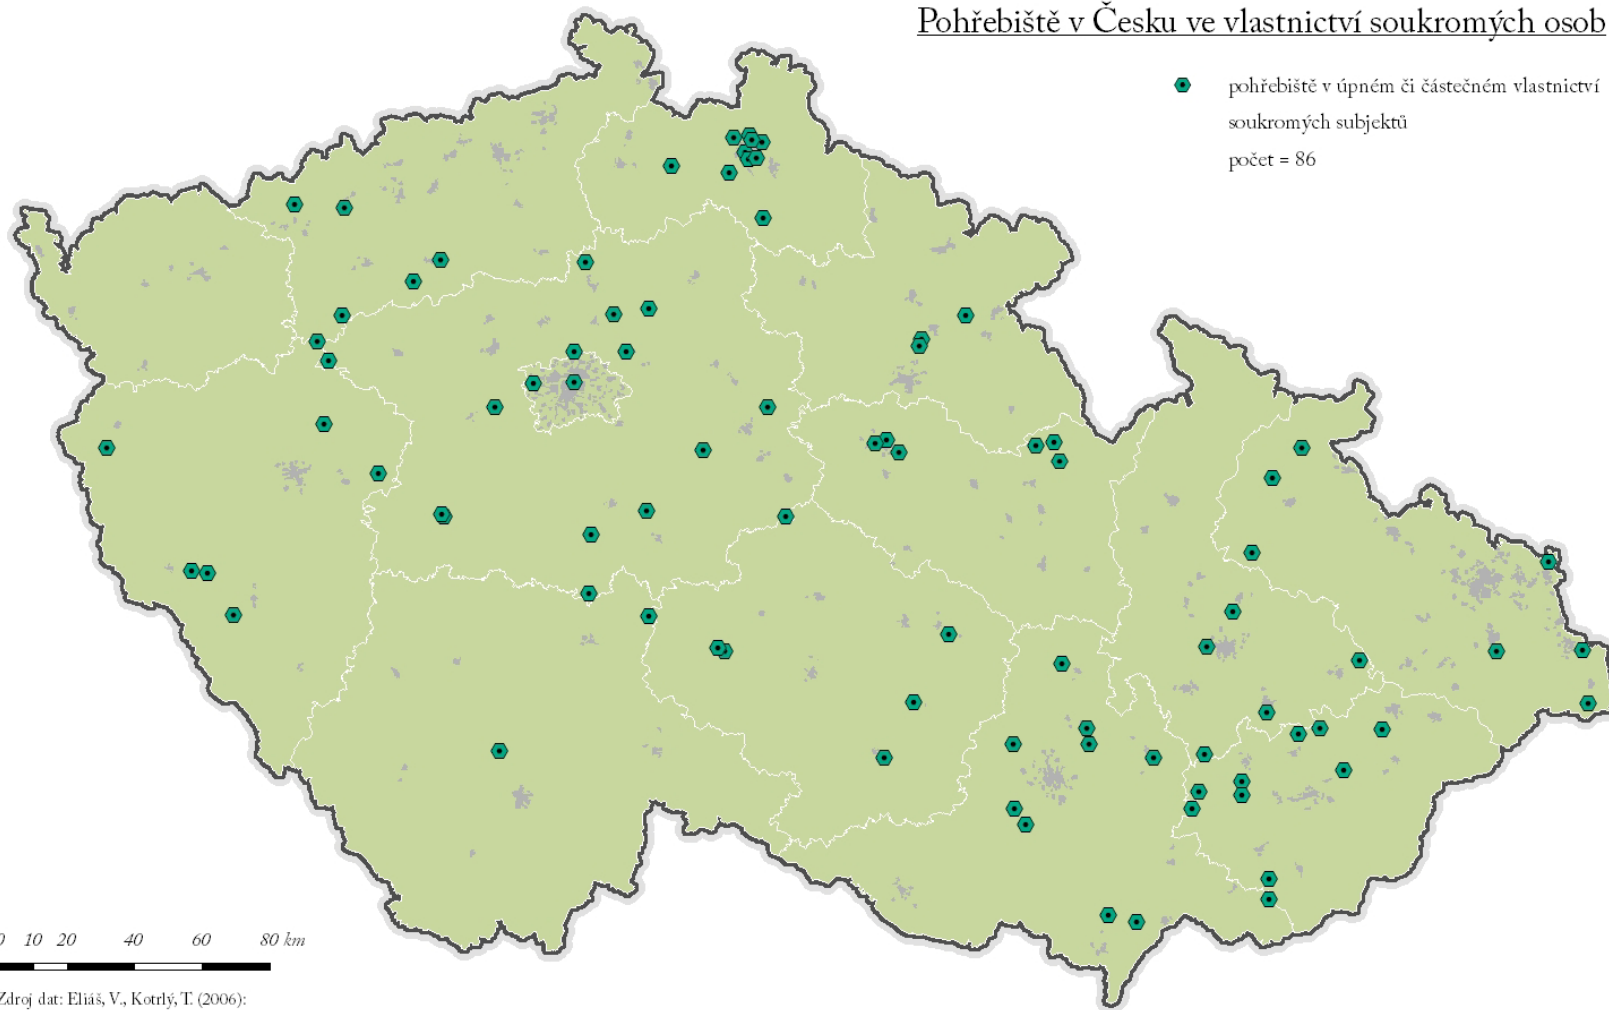 Pohřebiště v Česku ve vlastnictví soukromých osob
pohřebiště v úpném či částečném vlastnictví
soukromých subjektů
počet = 86
0 10 20 40 60 80 km
Zdroj dat: Eliáš, V., Kotrlý, T. (2006):